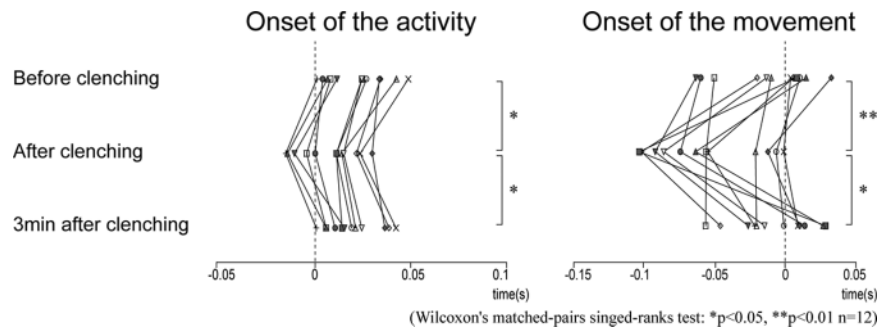 Onset of the activity
Onset of the movement
Before clenching
After clenching
3min after clenching
*
*
**
*
-0.05 0 0.05 0.1
time(s)
-0.15 -0.1 -0.05 0 0.05
time(s)
(Wilcoxon's matched-pairs singed-ranks test: *p<0.05, **p<0.01 n=12)